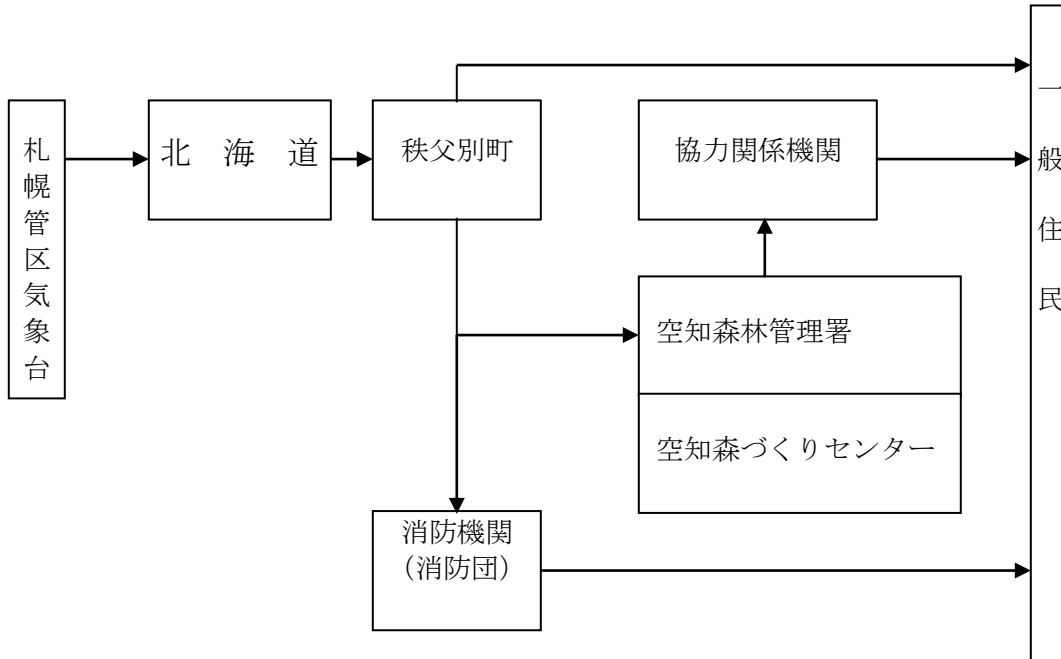 札幌管区気象台
北　海　道
秩父別町
協力関係機関
一般住民
空知森林管理署
空知森づくりセンター
消防機関
（消防団）